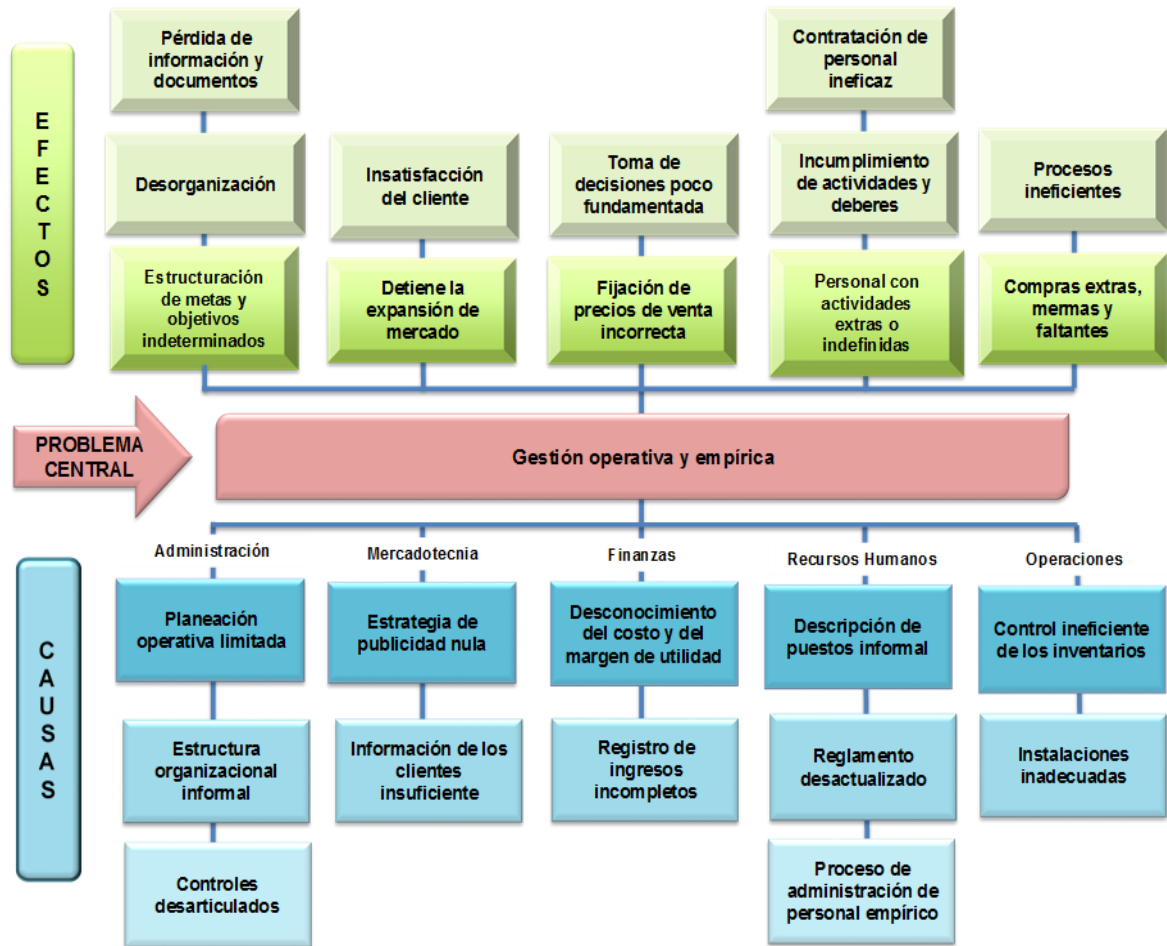 EFECTOS
Pérdida de
información y
documentos
Contratación de
personal
ineficaz
Desorganización
Insatisfacción
del cliente
Toma de
decisiones poco
fundamentada
Incumplimiento
de actividades y
deberes
Procesos
ineficientes
Estructuración
de metas y
objetivos
indeterminados
Detiene la
expansión de
mercado
Fijación de
precios de venta
incorrecta
Personal con
actividades
extras o
indefinidas
Compras extras,
mermas y
faltantes
PROBLEMA
CENTRAL
Gestión operativa y empírica
CAUSAS
Administración
Mercadotecnia
Finanzas
Recursos Humanos
Operaciones
Planeación
operativa limitada
Estrategia de
publicidad nula
Desconocimiento
del costo y del
margen de utilidad
Descripción de
puestos informal
Control ineficiente
de los inventarios
Estructura
organizacional
informal
Información de los
clientes
insuficiente
Registro de
ingresos
incompletos
Reglamento
desactualizado
Instalaciones
inadecuadas
Controles
desarticulados
Proceso de
administración de
personal empírico